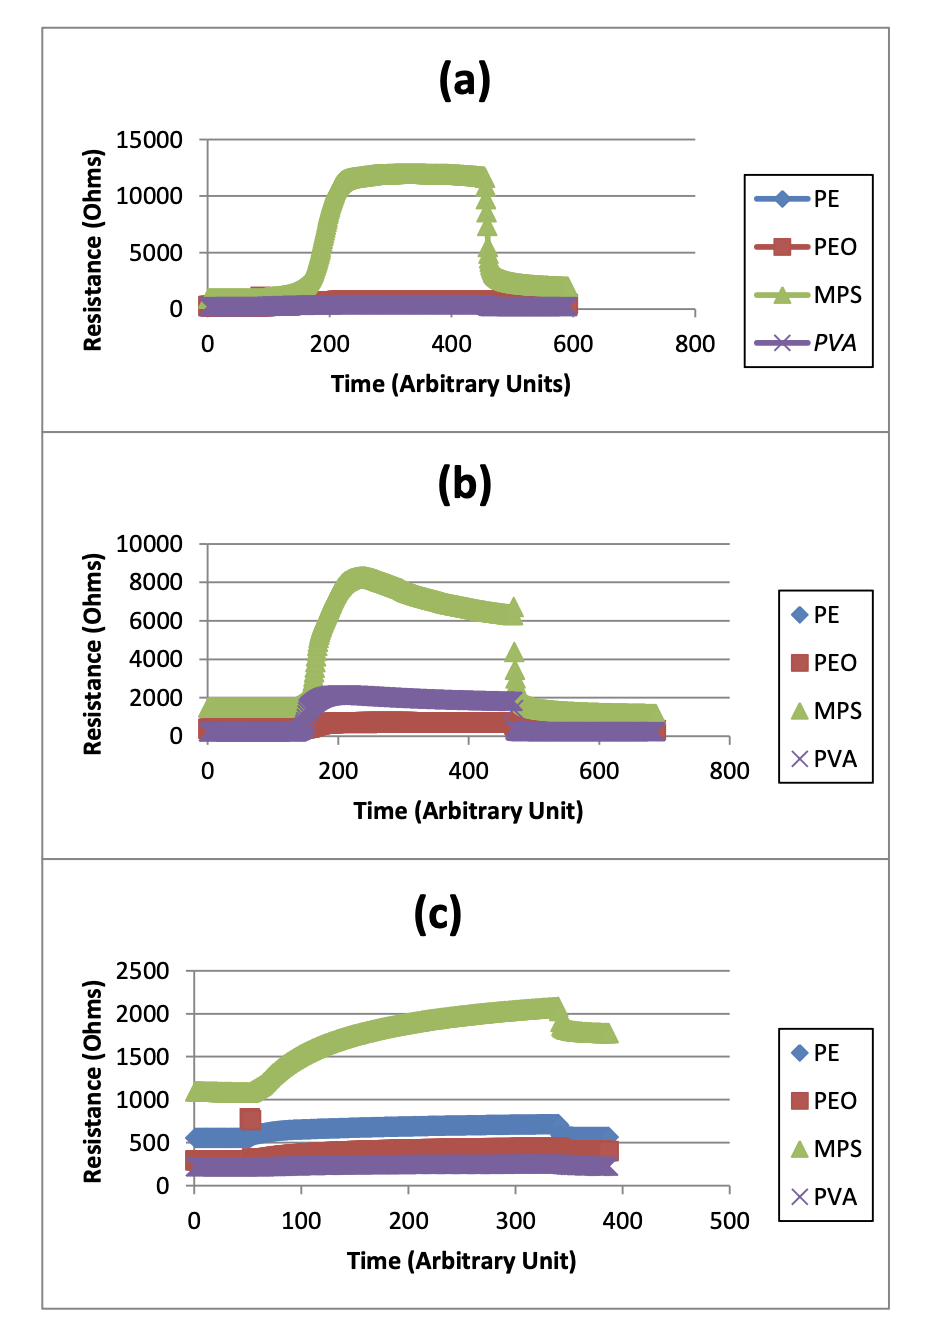 (a)
15000
10000
5000
0
0 200 400 600 800
Resistance (Ohms)
Time (Arbitrary Units)
PE
PEO
MPS
PVA
(b)
10000
8000
6000
4000
2000
0
0 200 400 600 800
Resistance (Ohms)
Time (Arbitrary Unit)
PE
PEO
MPS
PVA
(c)
2500
2000
1500
1000
500
0
0 100 200 300 400 500
Resistance (Ohms)
Time (Arbitrary Unit)
PE
PEO
MPS
PVA